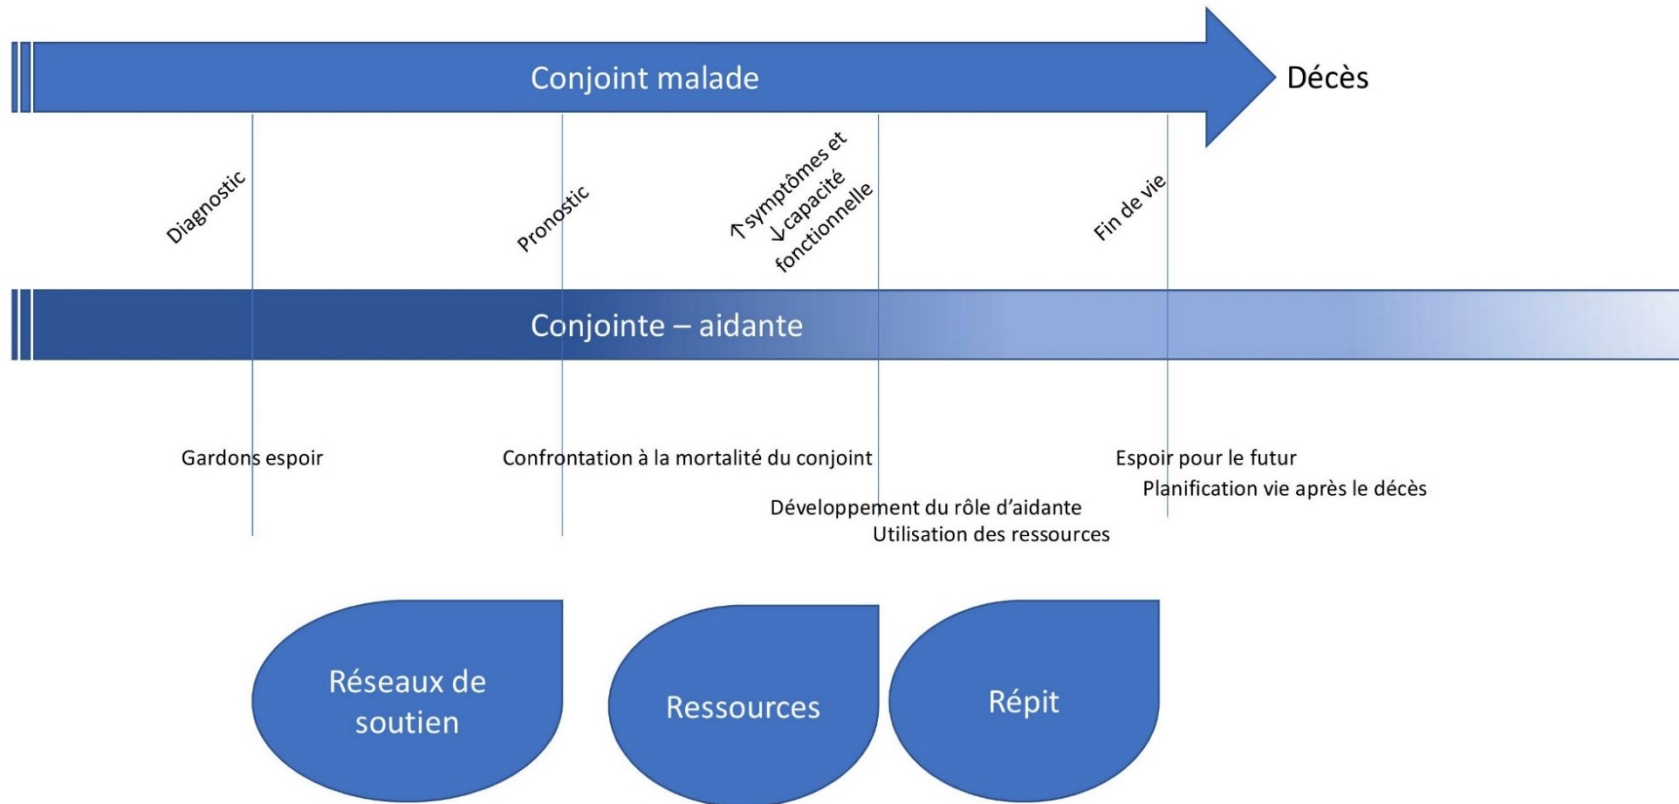 Conjoint malade
Décès
Diagnostic
Pronostic
↑symptômes et
↓capacité
fonctionnelle
Fin de vie
Conjointe – aidante
Gardons espoir
Confrontation à la mortalité du conjoint
Espoir pour le futur
Planification vie après le décès
Développement du rôle d’aidante
Utilisation des ressources
Réseaux de
soutien
Ressources
Répit